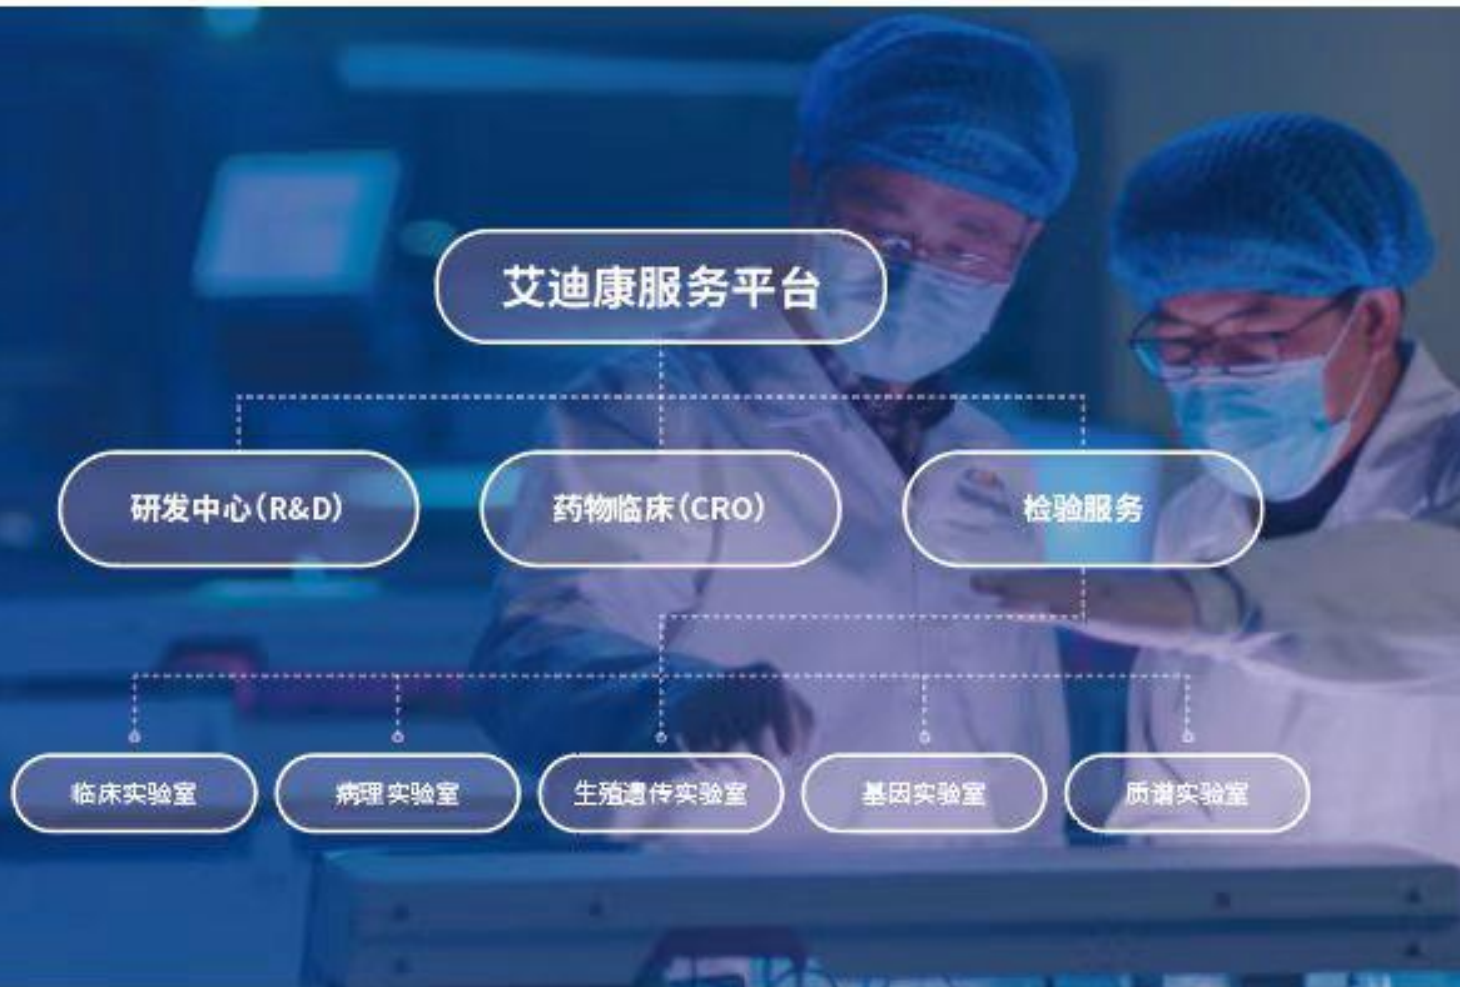 艾迪康服务平台
研发中心(R&D)
药物临床(CRO)
检验服务
临床实验室
病理实验室
生殖遗传实验室
基因实验室
质谱实验室